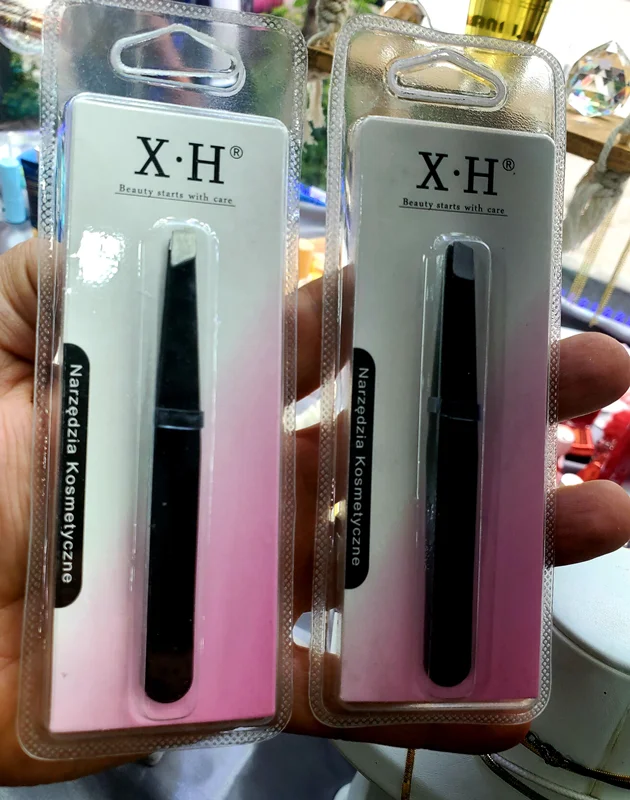 X·H®
Beauty starts with care
Narzędzia Kosmetyczne
X·H®
Beauty starts with care
Narzędzia Kosmetyczne